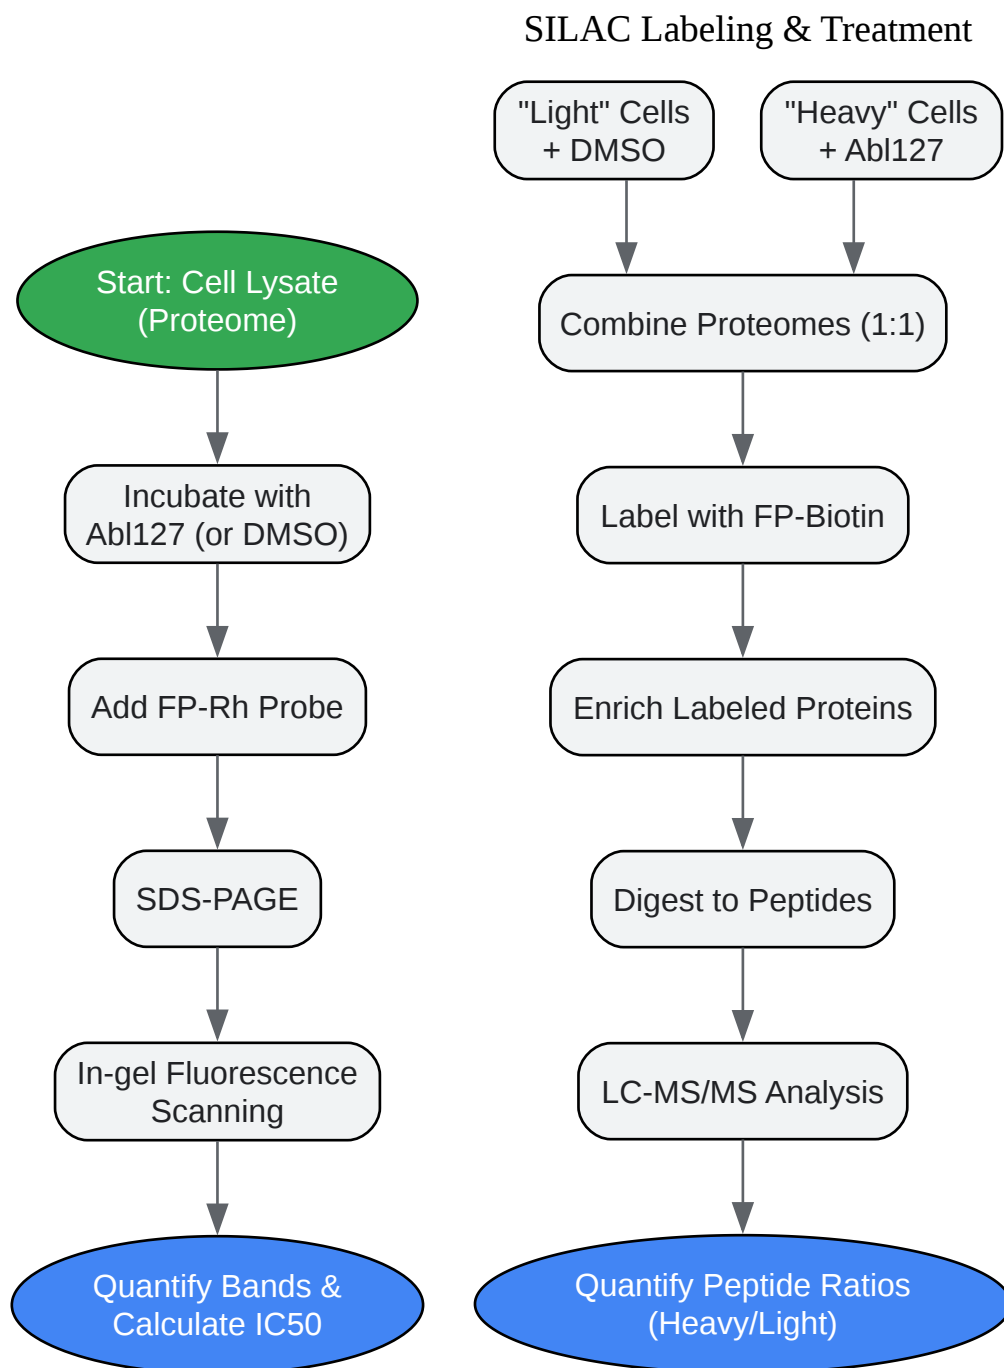 SILAC Labeling & Treatment
"Light" Cells
+ DMSO
"Heavy" Cells
+ Abl127
Start: Cell Lysate
(Proteome)
Combine Proteomes (1:1)
Incubate with
Abl127 (or DMSO)
Label with FP-Biotin
Add FP-Rh Probe
Enrich Labeled Proteins
SDS-PAGE
Digest to Peptides
In-gel Fluorescence
Scanning
LC-MS/MS Analysis
Quantify Bands &
Calculate IC50
Quantify Peptide Ratios
(Heavy/Light)